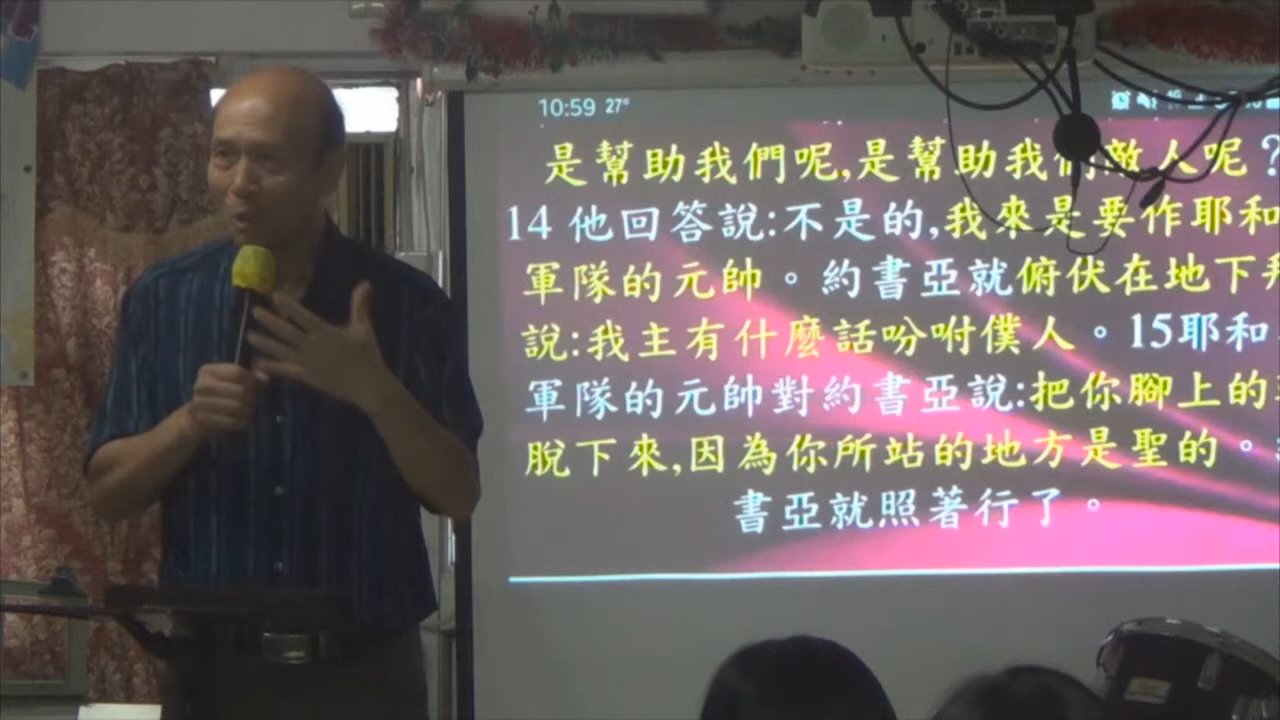 10:59 27°
是幫助我們呢,是幫助我們敵人呢?
14 他回答說:不是的,我來是要作耶和
軍隊的元帥。約書亞就俯伏在地下拜
說:我主有什麼話吩咐僕人。15耶和
軍隊的元帥對約書亞說:把你腳上的
脫下來,因為你所站的地方是聖的。
書亞就照著行了。